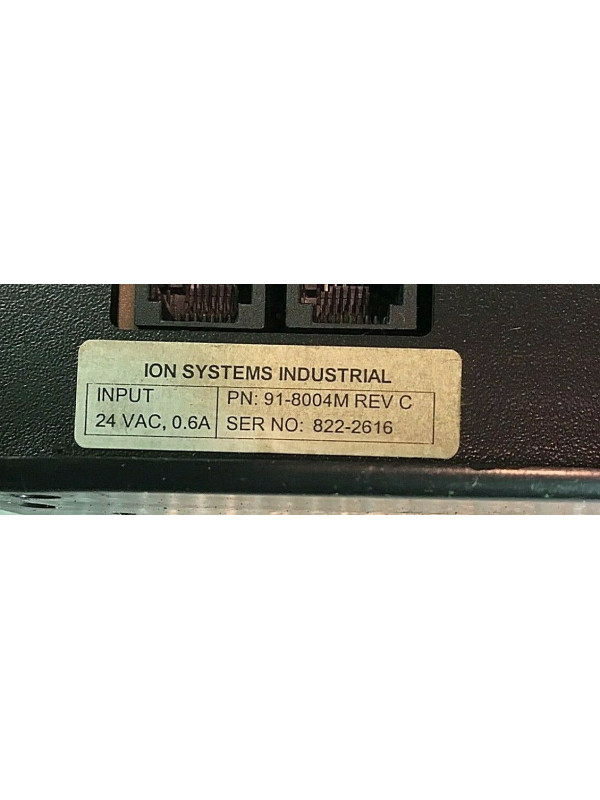 ION SYSTEMS INDUSTRIAL
INPUT PN: 91-8004M REV C
24 VAC, 0.6A SER NO: 822-2616